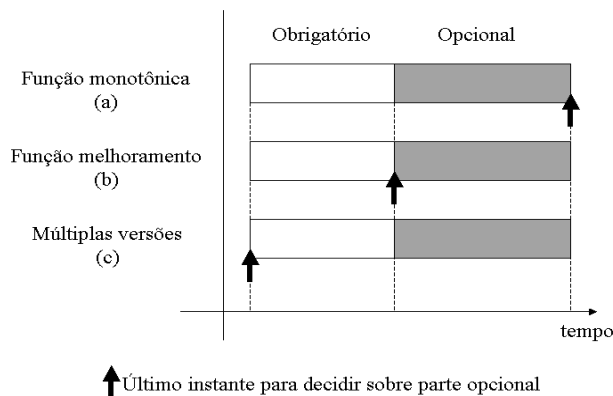 Obrigatório Opcional
Função monotônica
(a)
Função melhoramento
(b)
Múltiplas versões
(c)
tempo
Último instante para decidir sobre parte opcional